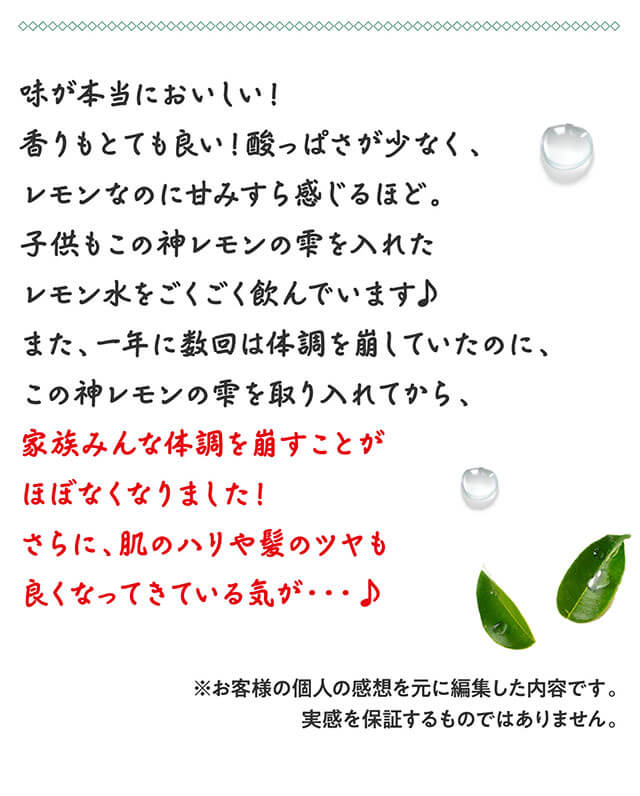 味が本当においしい！
香りもとても良い！酸っぱさが少なく、
レモンなのに甘みすら感じるほど。
子供もこの神レモンの雫を入れた
レモン水をごくごく飲んでいます♪
また、一年に数回は体調を崩していたのに、
この神レモンの雫を取り入れてから、
家族みんな体調を崩すことが
ほぼなくなりました！
さらに、肌のハリや髪のツヤも
良くなってきている気が・・・♪
※お客様の個人の感想を元に編集した内容です。
実感を保証するものではありません。